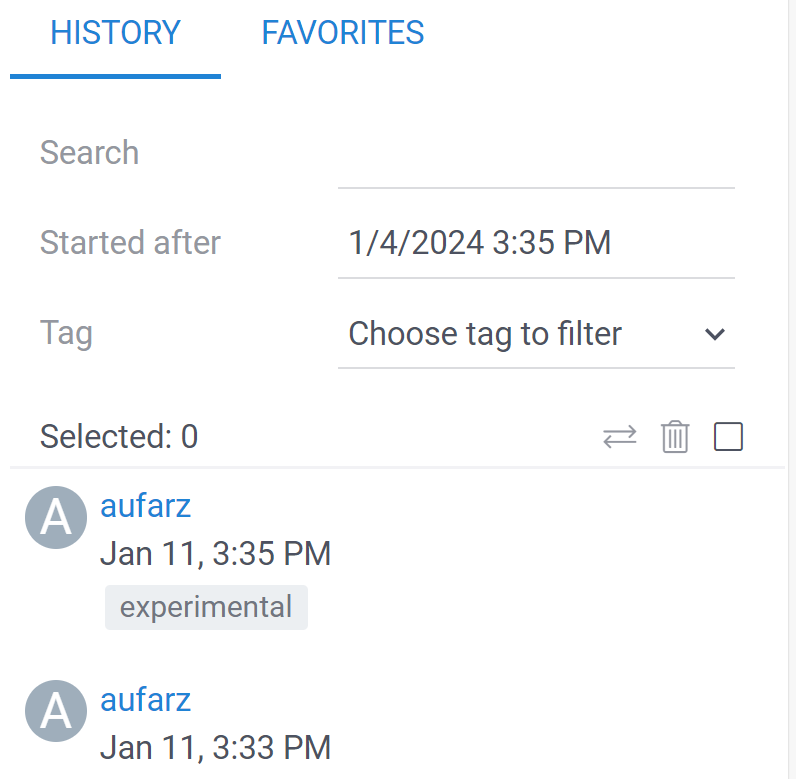 HISTORY FAVORITES
Search
Started after 1/4/2024 3:35 PM
Tag Choose tag to filter
Selected: 0
A aufarz
Jan 11, 3:35 PM
experimental
A aufarz
Jan 11, 3:33 PM